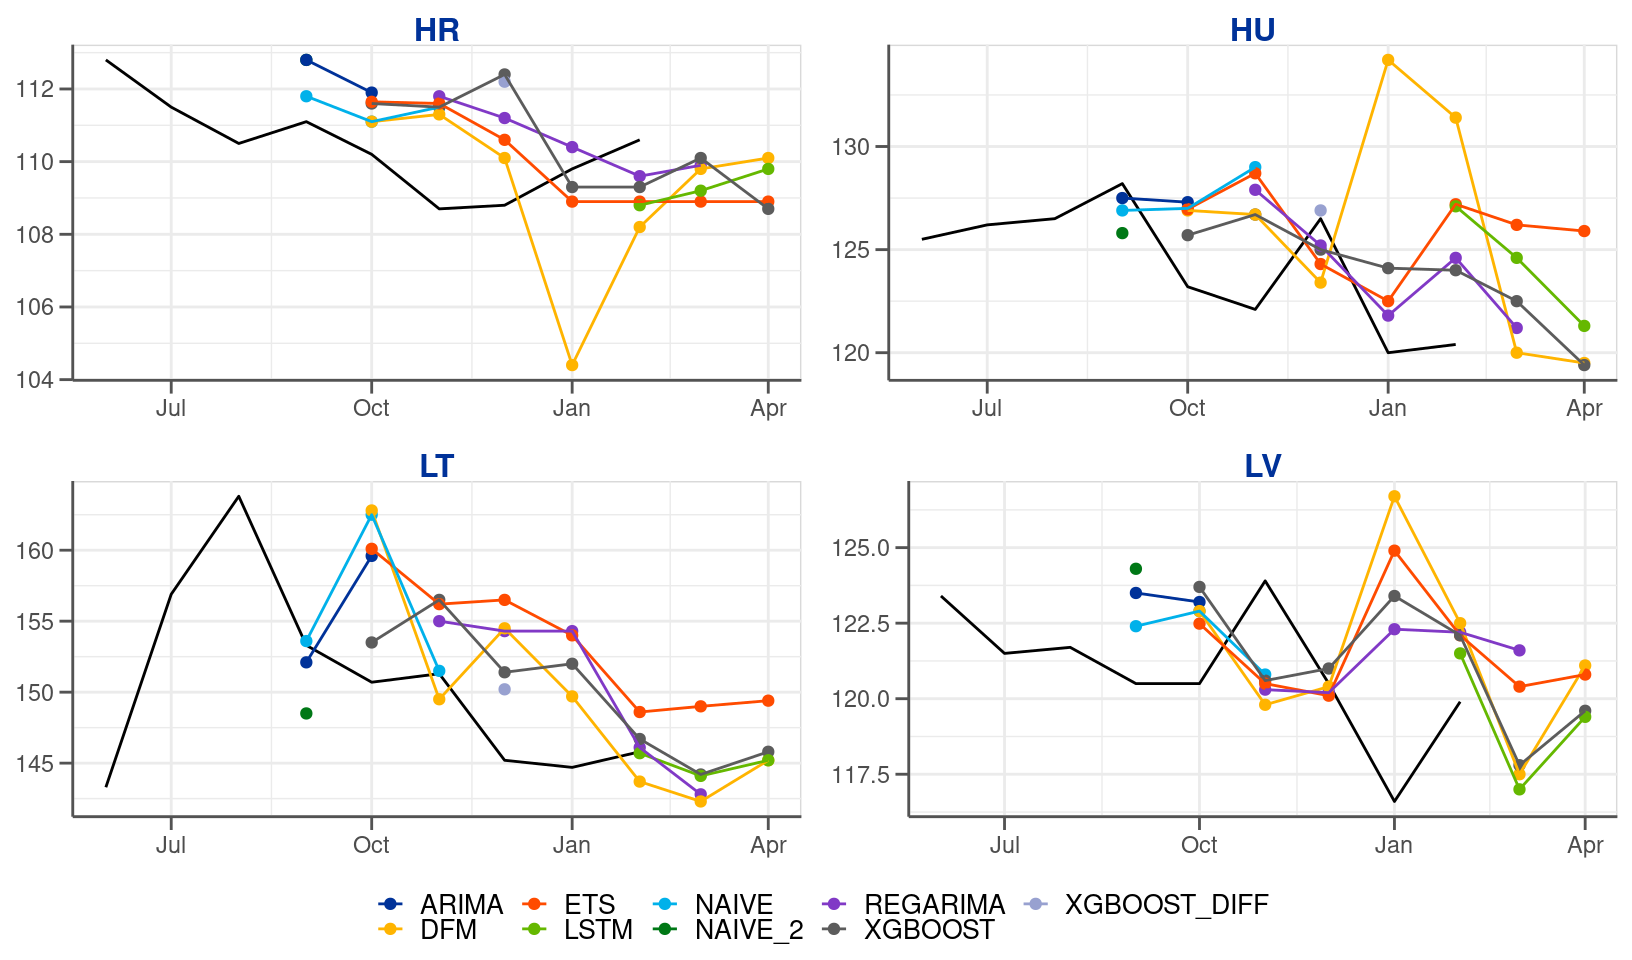 HR
HU
112
110
108
106
104
Jul
Oct
Jan
Apr
130
125
120
Jul
Oct
Jan
Apr
LT
LV
160
155
150
145
Jul
Oct
Jan
Apr
125.0
122.5
120.0
117.5
Jul
Oct
Jan
Apr
ARIMA ETS NAIVE REGARIMA XGBOOST_DIFF
DFM LSTM NAIVE_2 XGBOOST